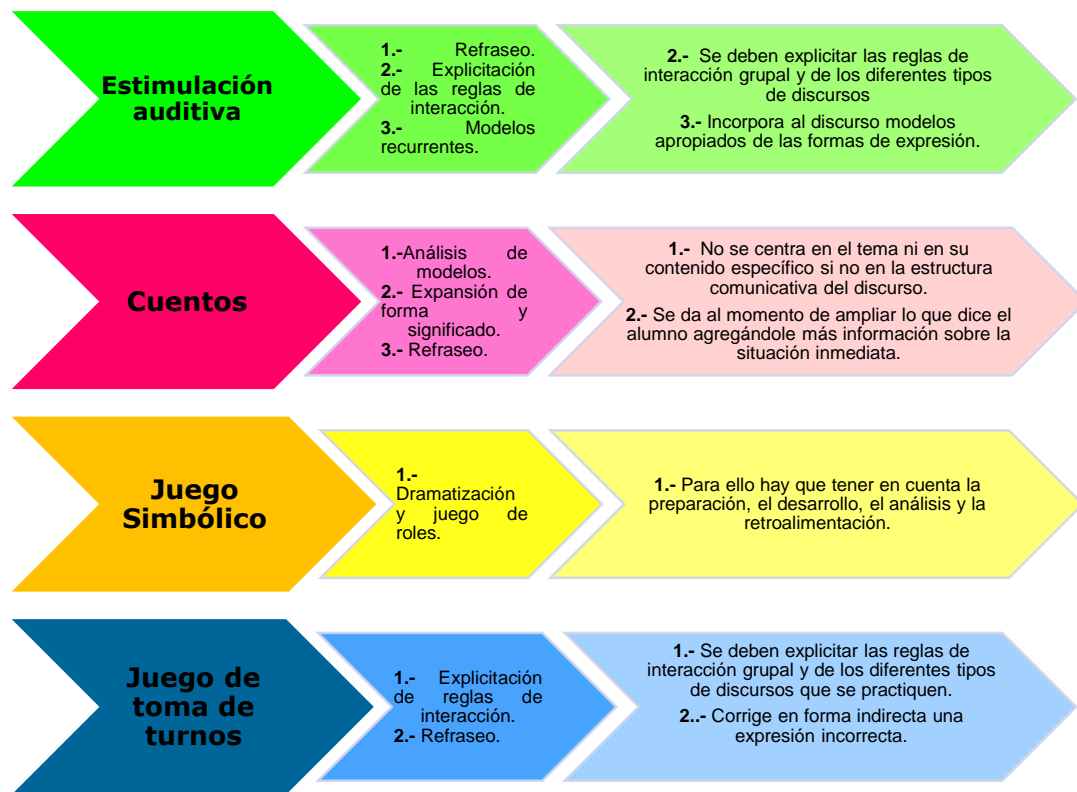 Estimulación
auditiva
1.- Refraseo.
2.- Explicitación
de las reglas de
interacción.
3.- Modelos
recurrentes.
2.- Se deben explicitar las reglas de
interacción grupal y de los diferentes tipos
de discursos
3.- Incorpora al discurso modelos
apropiados de las formas de expresión.
Cuentos
1.-Análisis de
modelos.
2.- Expansión de
forma y
significado.
3.- Refraseo.
1.- No se centra en el tema ni en su
contenido específico si no en la estructura
comunicativa del discurso.
2.- Se da al momento de ampliar lo que dice el
alumno agregándole más información sobre la
situación inmediata.
Juego
Simbólico
1.-
Dramatización
y juego de
roles.
1.- Para ello hay que tener en cuenta la
preparación, el desarrollo, el análisis y la
retroalimentación.
Juego de
toma de
turnos
1.- Explicitación
de reglas de
interacción.
2.- Refraseo.
1.- Se deben explicitar las reglas de
interacción grupal y de los diferentes tipos
de discursos que se practiquen.
2..- Corrige en forma indirecta una
expresión incorrecta.